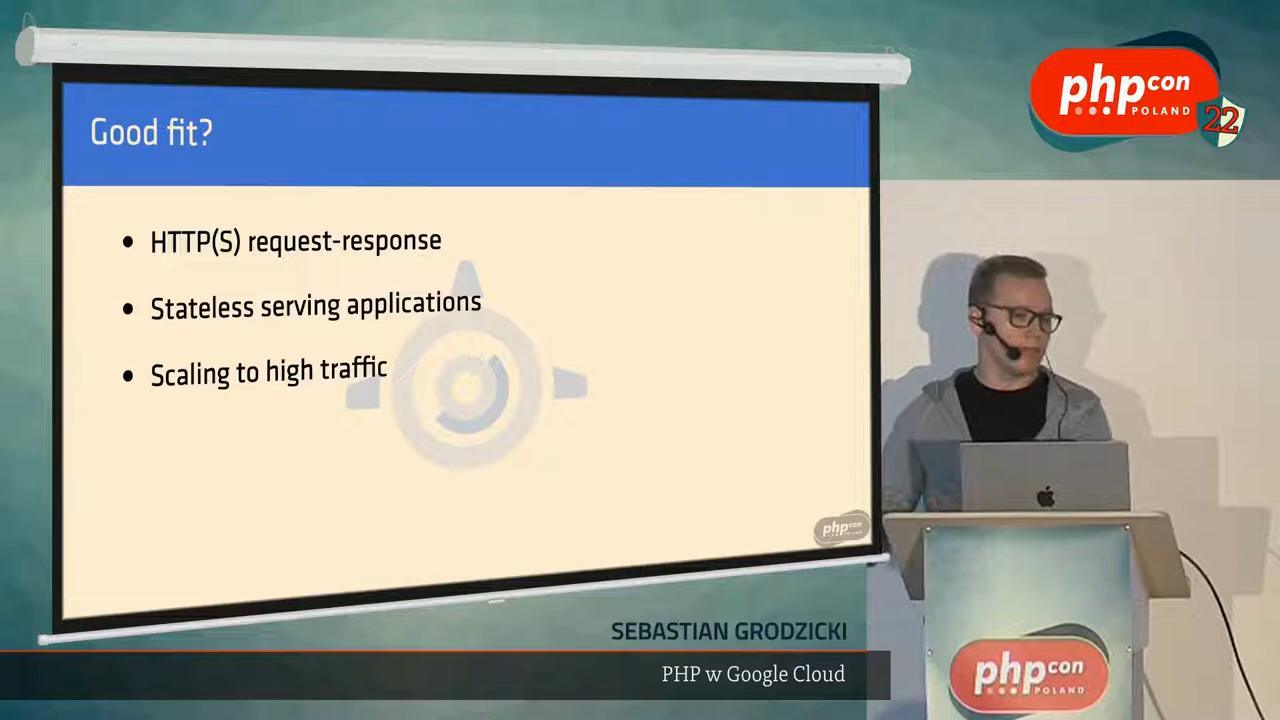 Good fit?
• HTTP(S) request-response
• Stateless serving applications
• Scaling to high traffic
phpcon
POLAND
22
phpcon
SEBASTIAN GRODZICKI
PHP w Google Cloud
phpcon
POLAND